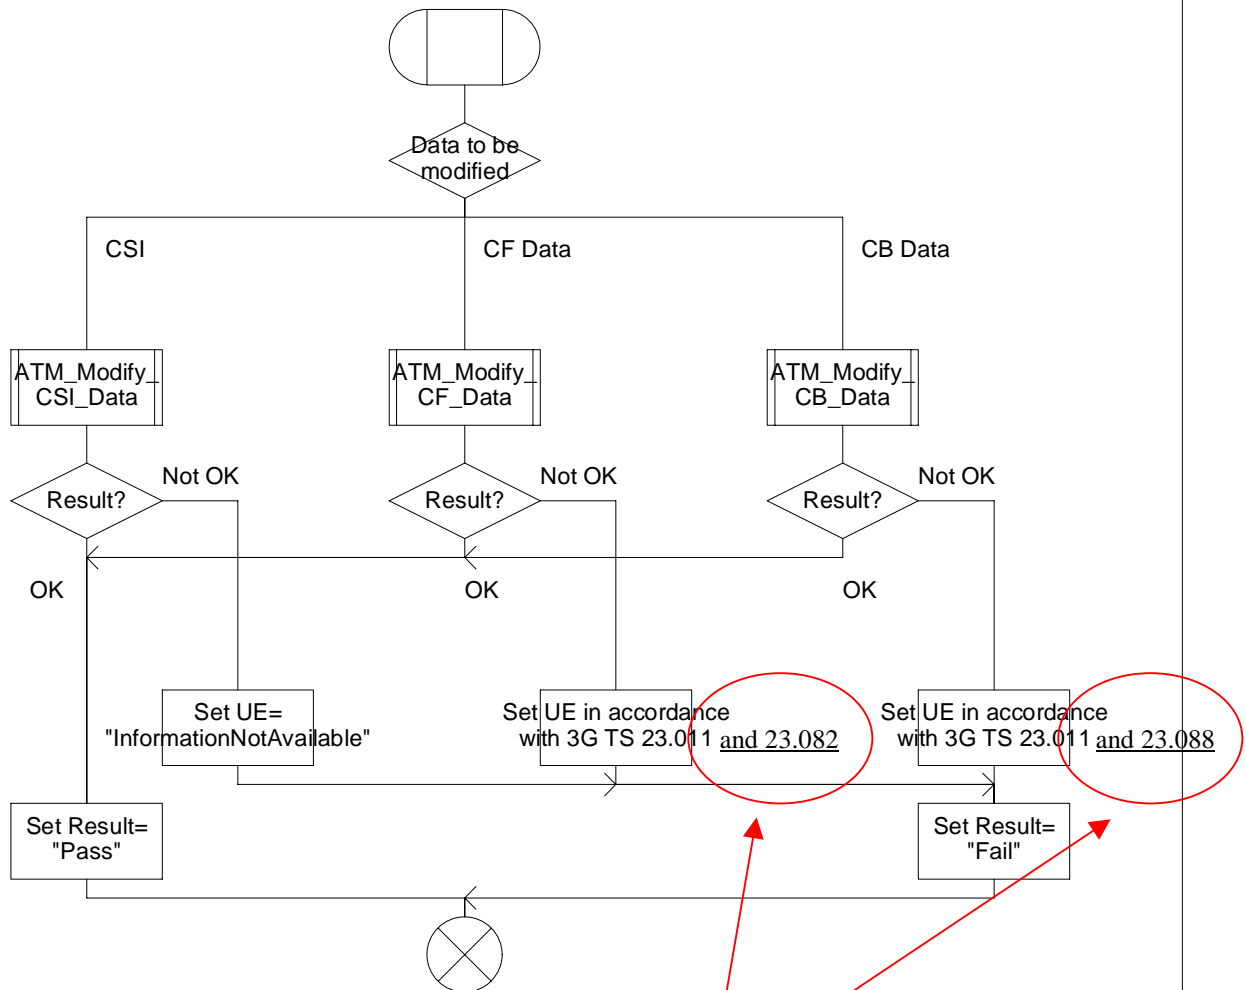 Data to be
modified
CSI
CF Data
CB Data
ATM_Modify_
CSI_Data
ATM_Modify_
CF_Data
ATM_Modify_
CB_Data
Result?
Not OK
Result?
Not OK
Result?
Not OK
OK
OK
OK
Set UE=
"InformationNotAvailable"
Set UE in accordance
with 3G TS 23.011 and 23.082
Set UE in accordance
with 3G TS 23.011 and 23.088
Set Result=
"Pass"
Set Result=
"Fail"